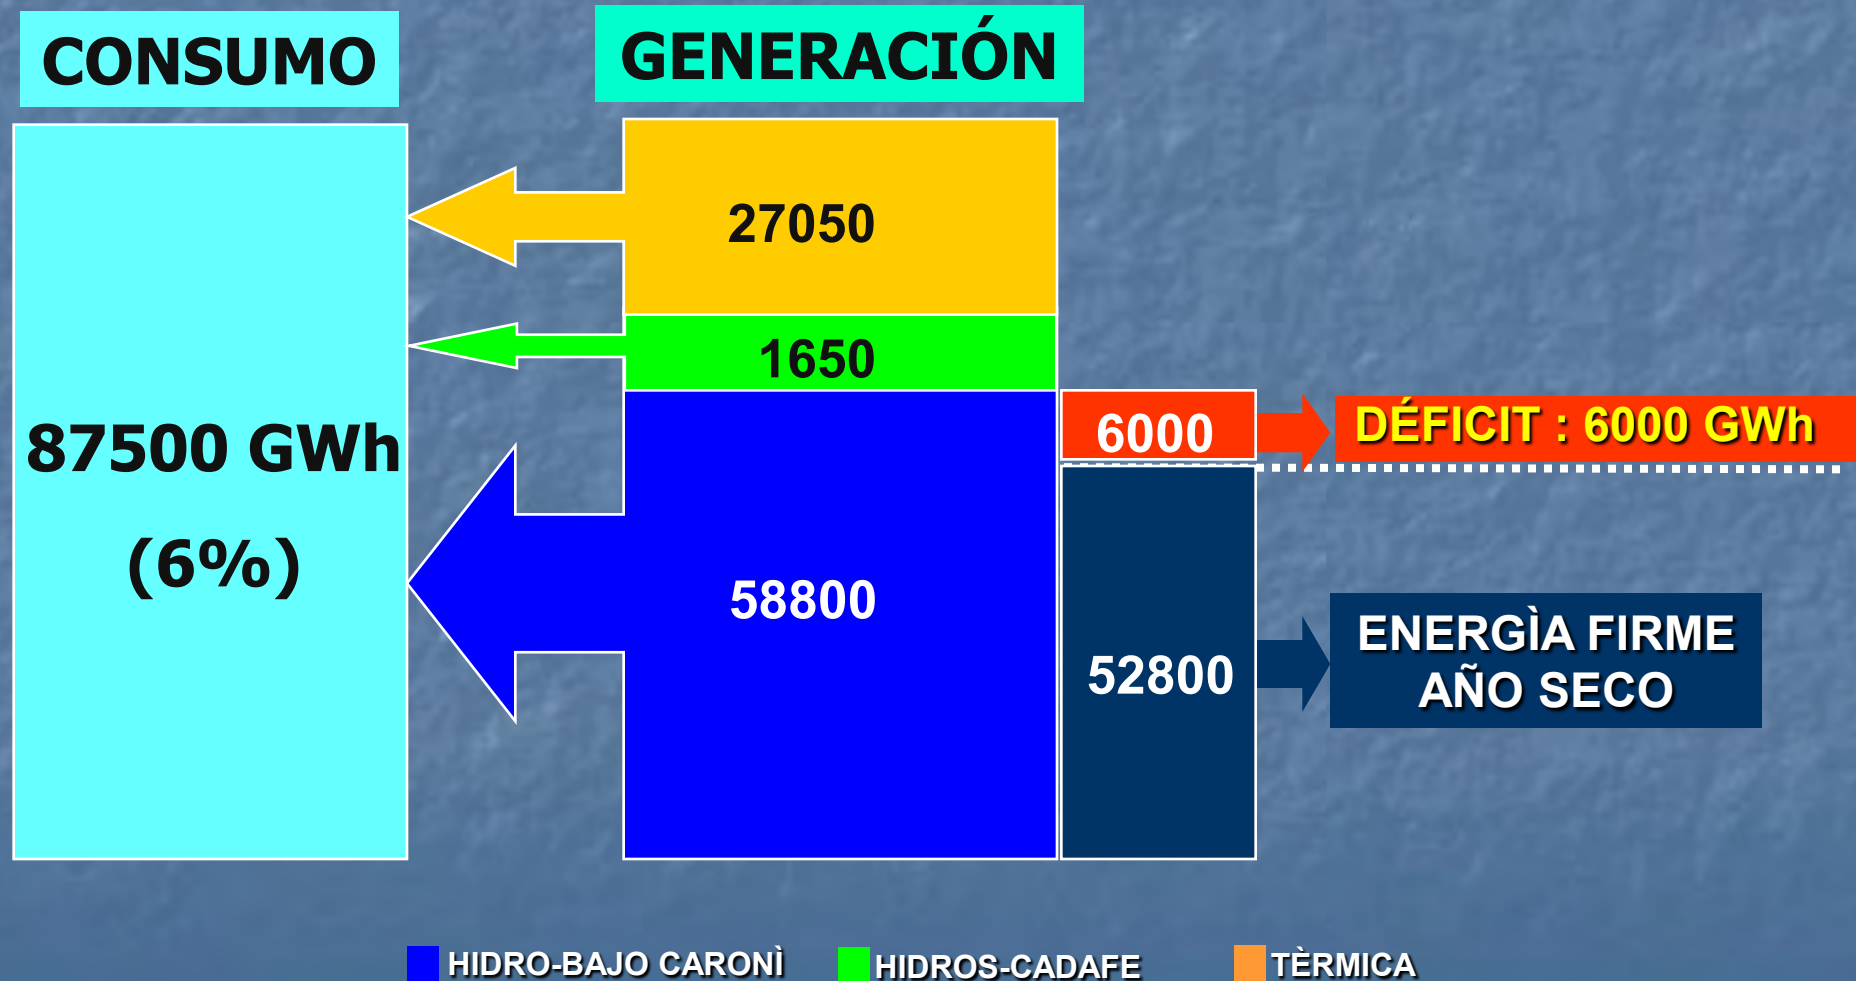 CONSUMO
GENERACIÓN
27050
1650
6000
DÉFICIT : 6000 GWh
87500 GWh
(6%)
58800
52800
ENERGÌA FIRME
AÑO SECO
HIDRO-BAJO CARONÌ
HIDROS-CADAFE
TÈRMICA